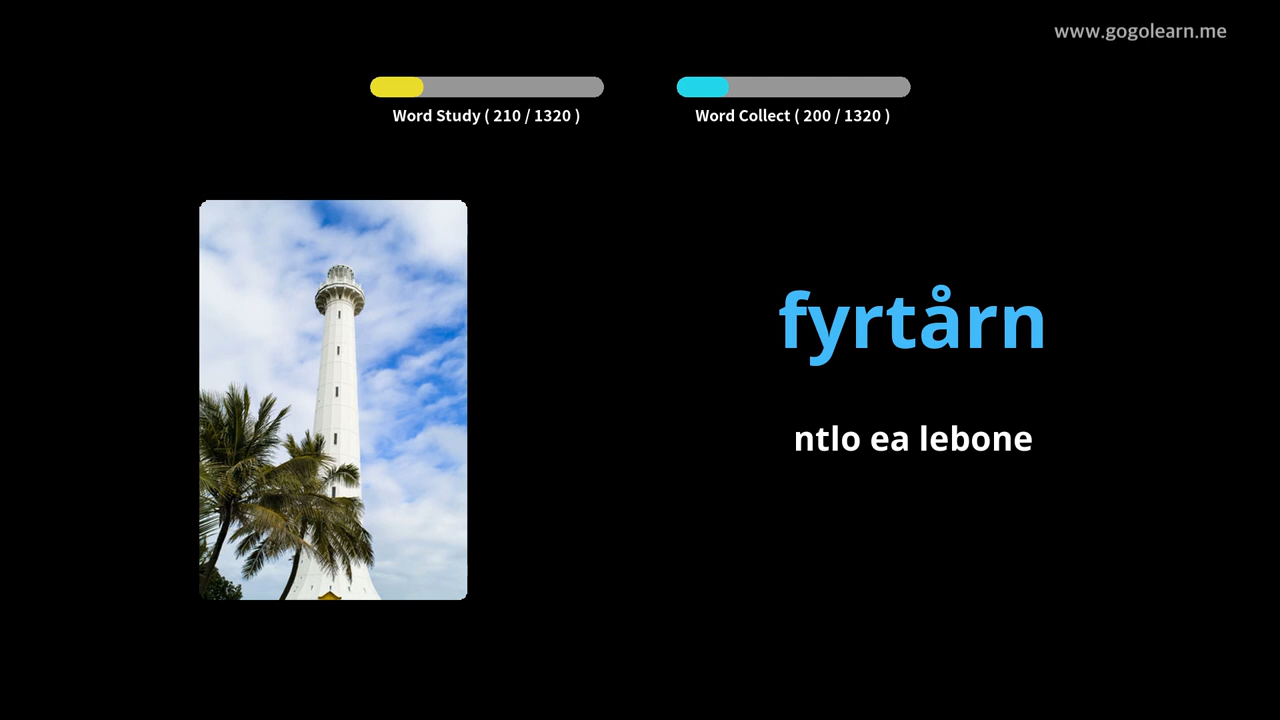 www.gogolearn.me
Word Study ( 210 / 1320 )
Word Collect ( 200 / 1320 )
fyrtårn
ntlo ea lebone